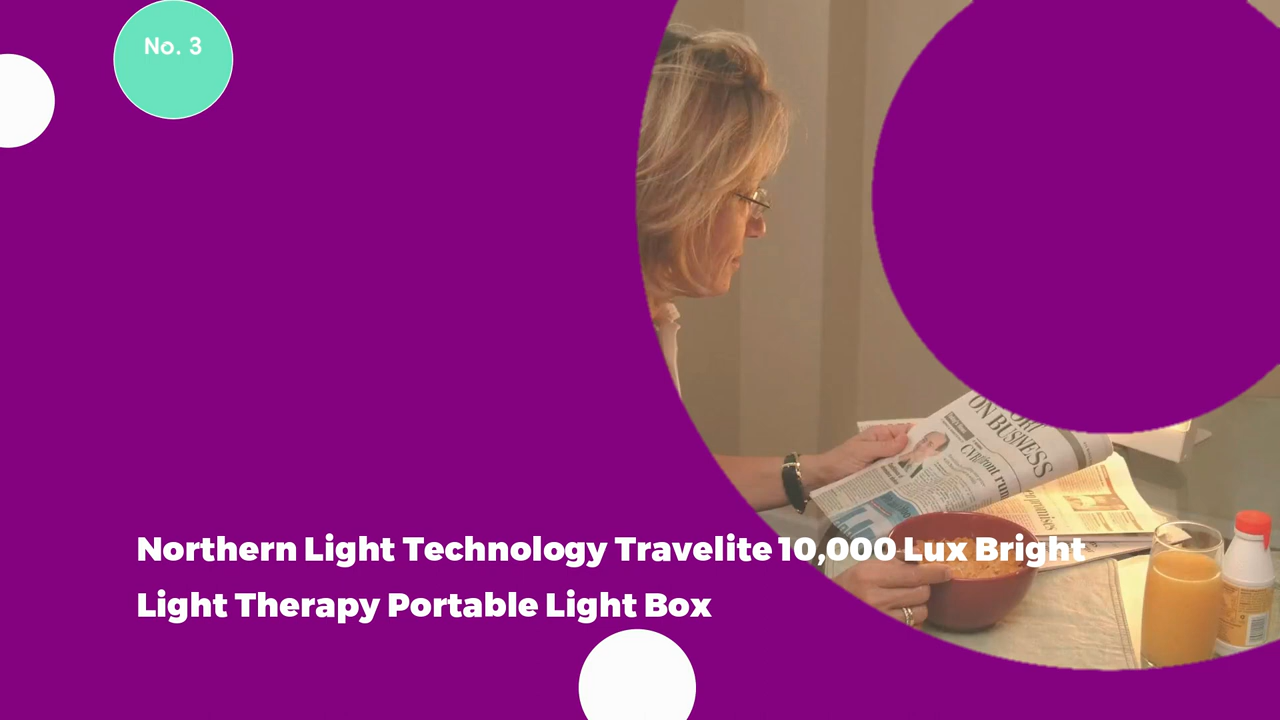 No. 3
ON BUSINESS
Northern Light Technology Travelite 10,000 Lux Bright
Light Therapy Portable Light Box